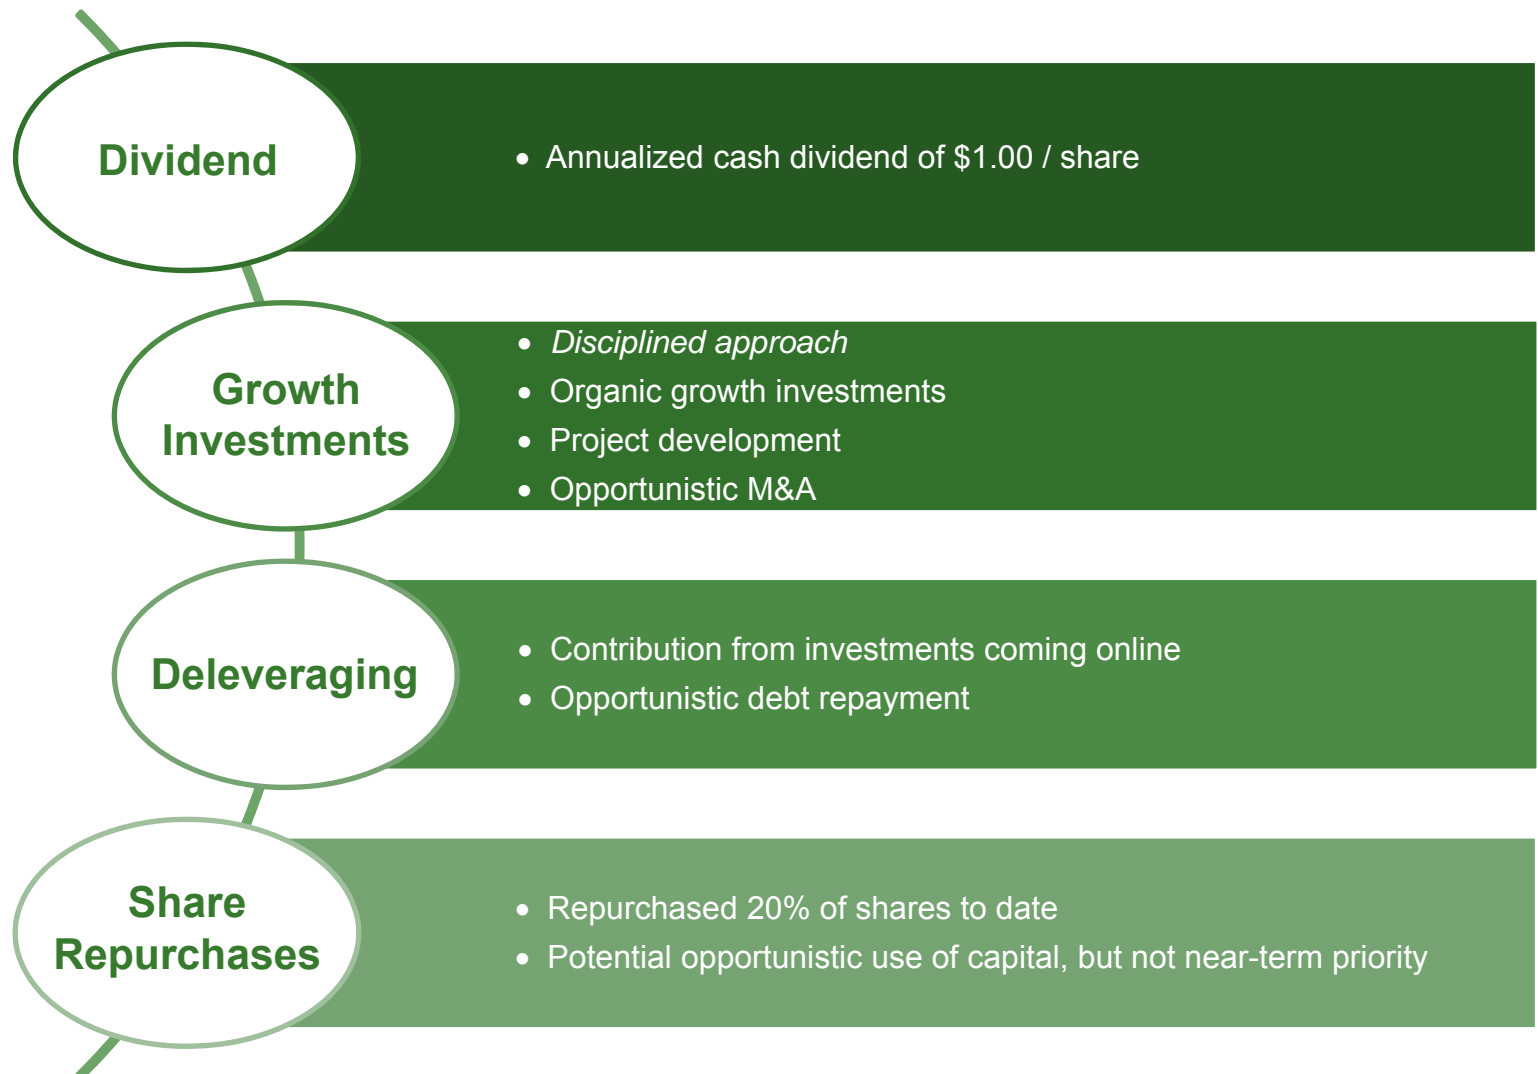 Dividend
• Annualized cash dividend of $1.00 / share
Growth
Investments
• Disciplined approach
• Organic growth investments
• Project development
• Opportunistic M&A
Deleveraging
• Contribution from investments coming online
• Opportunistic debt repayment
Share
Repurchases
• Repurchased 20% of shares to date
• Potential opportunistic use of capital, but not near-term priority